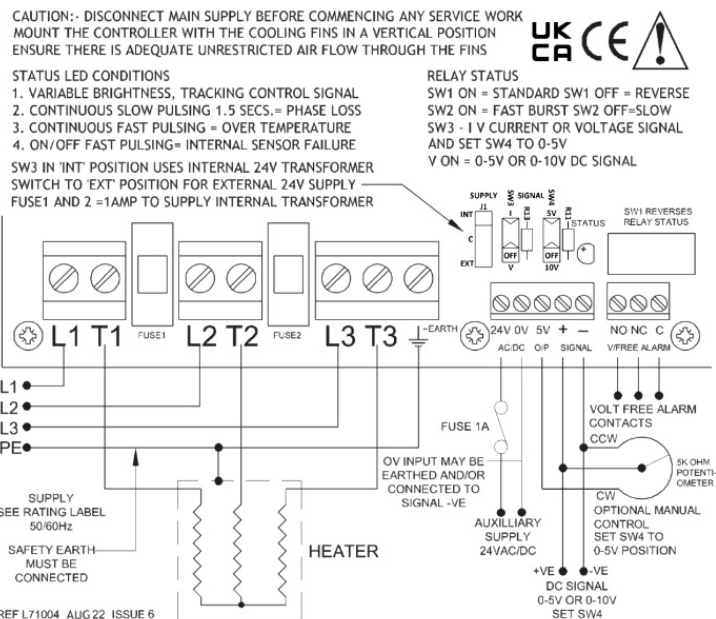 CAUTION:- DISCONNECT MAIN SUPPLY BEFORE COMMENCING ANY SERVICE WORK
MOUNT THE CONTROLLER WITH THE COOLING FINS IN A VERTICAL POSITION
ENSURE THERE IS ADEQUATE UNRESTRICTED AIR FLOW THROUGH THE FINS
UK
CA
CE
STATUS LED CONDITIONS
1. VARIABLE BRIGHTNESS, TRACKING CONTROL SIGNAL
2. CONTINUOUS SLOW PULSING 1.5 SECS.= PHASE LOSS
3. CONTINUOUS FAST PULSING = OVER TEMPERATURE
4. ON/OFF FAST PULSING= INTERNAL SENSOR FAILURE
SW3 IN 'INT' POSITION USES INTERNAL 24V TRANSFORMER
SWITCH TO 'EXT' POSITION FOR EXTERNAL 24V SUPPLY
FUSE1 AND 2 =1AMP TO SUPPLY INTERNAL TRANSFORMER
RELAY STATUS
SW1 ON = STANDARD SW1 OFF = REVERSE
SW2 ON = FAST BURST SW2 OFF=SLOW
SW3 - I V CURRENT OR VOLTAGE SIGNAL
AND SET SW4 TO 0-5V
V ON = 0-5V OR 0-10V DC SIGNAL
SUPPLY
J1
INT
C
EXT
SW3
I
OFF
V
R13
SIGNAL
SW4
5V
OFF
10V
R11
STATUS
+
SW1 REVERSES
RELAY STATUS
L1 T1
FUSE1
L2 T2
FUSE2
L3 T3
EARTH
24V 0V 5V + –
AC/DC O/P SIGNAL
NO NC C
V/FREE ALARM
L1
L2
L3
PE
SUPPLY
SEE RATING LABEL
50/60Hz
SAFETY EARTH
MUST BE
CONNECTED
HEATER
FUSE 1A
OV INPUT MAY BE
EARTHED AND/OR
CONNECTED TO
SIGNAL -VE
AUXILLIARY
SUPPLY
24VAC/DC
VOLT FREE ALARM
CONTACTS
CCW
5K OHM
POTENTI-
OMETER
CW
OPTIONAL MANUAL
CONTROL
SET SW4 TO
0-5V POSITION
+VE
-VE
DC SIGNAL
0-5V OR 0-10V
SET SW4
REF L71004 AUG 22 ISSUE 6